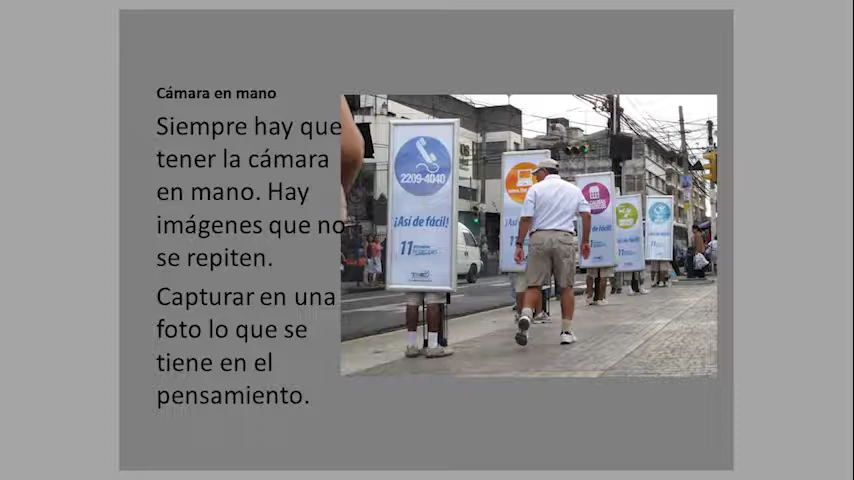 Cámara en mano
Siempre hay que
tener la cámara
en mano. Hay
imágenes que no
se repiten.
Capturar en una
foto lo que se
tiene en el
pensamiento.
2209-4040
¡Así de fácil!
11